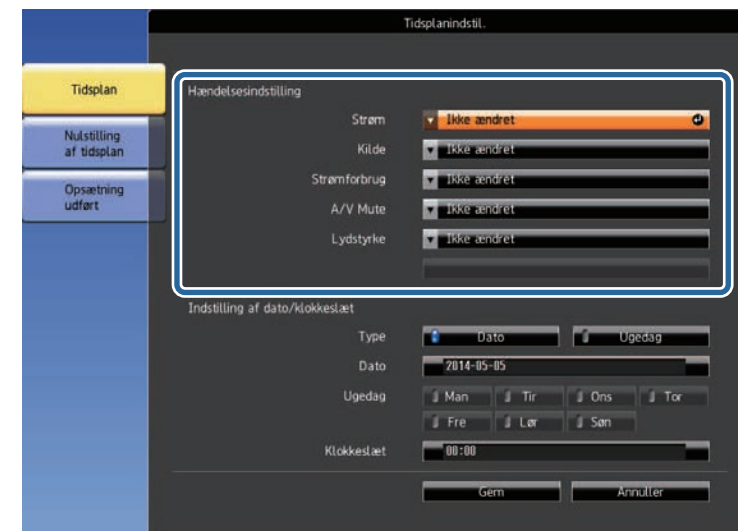 Tidsplanindstil.
Tidsplan
Nulstilling
af tidsplan
Opsætning
udført
Hændelsesindstilling
Strøm Ikke ændret
Kilde Ikke ændret
Strømforbrug Ikke ændret
A/V Mute Ikke ændret
Lydstyrke Ikke ændret
Indstilling af dato/klokkeslæt
Type Dato Ugedag
Dato 2014-05-05
Ugedag Man Tir Ons Tor
Fre Lør Søn
Klokkeslæt 00:00
Gem Annuller